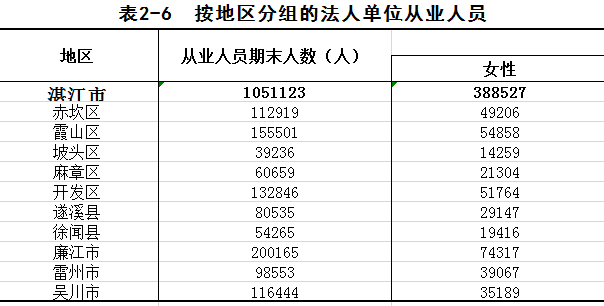 表2-6 按地区分组的法人单位从业人员
地区 从业人员期末人数（人）
女性
湛江市 1051123 388527
赤坎区 112919 49206
霞山区 155501 54858
坡头区 39236 14259
麻章区 60659 21304
开发区 132846 51764
遂溪县 80535 29147
徐闻县 54265 19416
廉江市 200165 74317
雷州市 98553 39067
吴川市 116444 35189